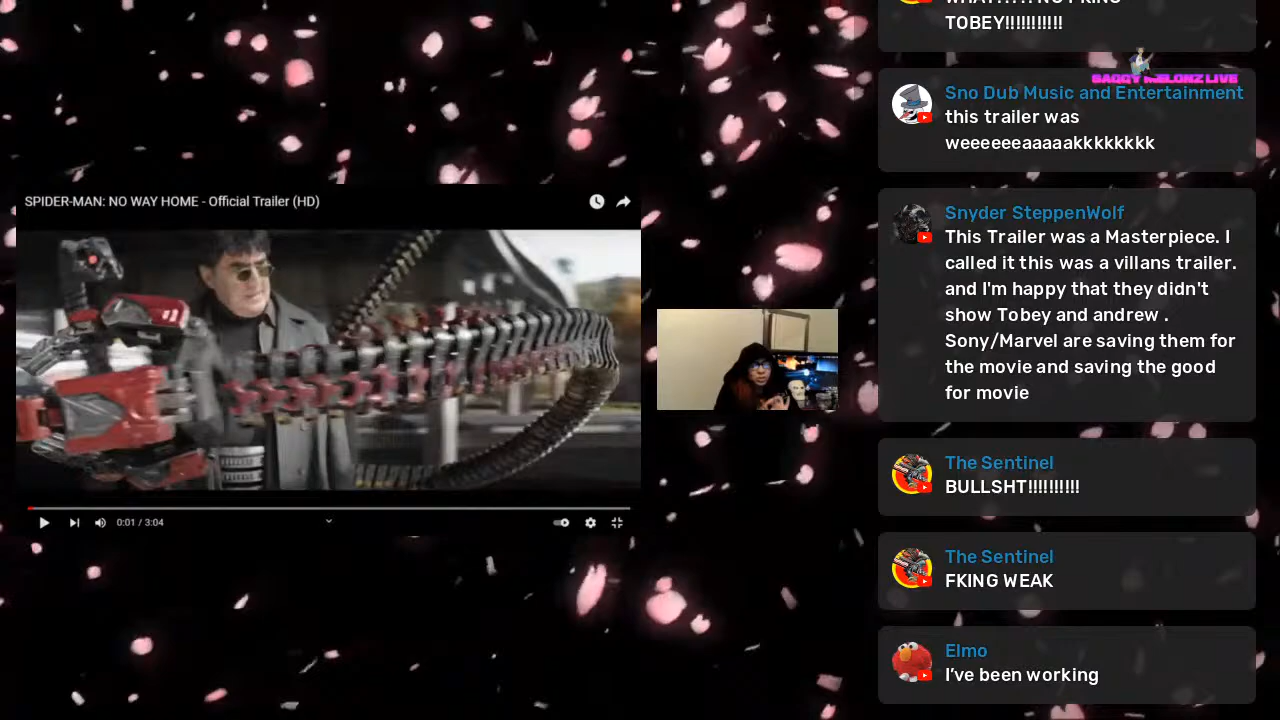 SPIDER-MAN: NO WAY HOME - Official Trailer (HD)
0:01 / 3:04
TOBEY!!!!!!!!!!!
BAGGY MELONZ LIVE
Sno Dub Music and Entertainment
this trailer was
weeeeeeaaaaakkkkkkkk
Snyder SteppenWolf
This Trailer was a Masterpiece. I
called it this was a villans trailer.
and I'm happy that they didn't
show Tobey and andrew .
Sony/Marvel are saving them for
the movie and saving the good
for movie
The Sentinel
BULLSHT!!!!!!!!!!
The Sentinel
FKING WEAK
Elmo
I’ve been working